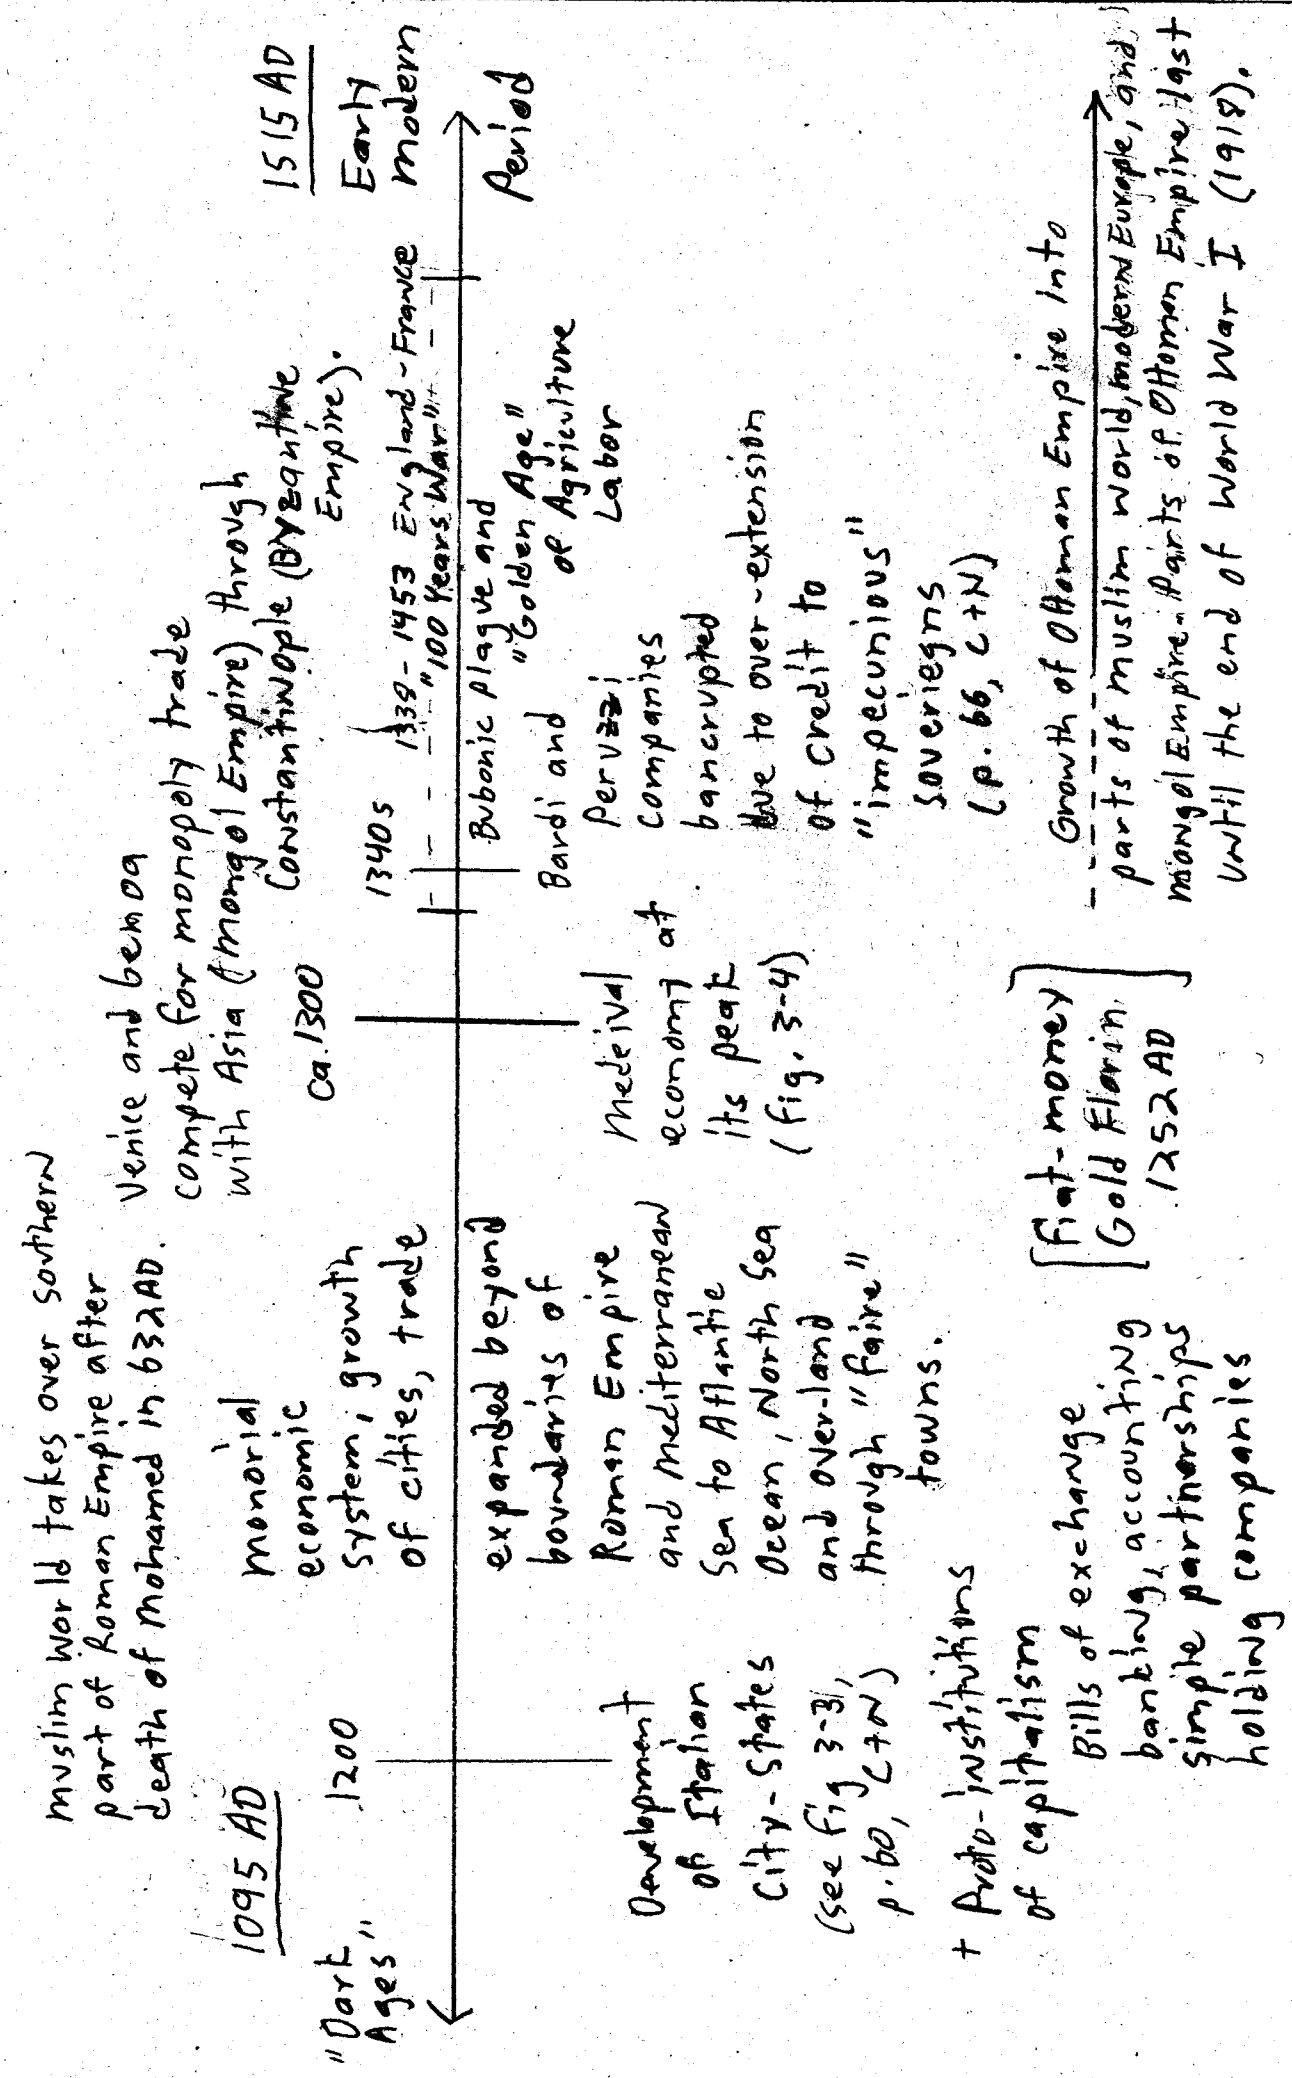 muslim world takes over southern
part of Roman Empire after
death of mohamed in 632AD.
1095 AD
"Dark
Ages"
1200
monorial
economic
system, growth
of cities, trade
expanded beyond
boundaries of
Roman Empire
and mediterranean
Sea to Atlantic
Ocean, North Sea
and over-land
through "faire"
towns.
Development
of Italian
City-States
(see fig 3-3,
p. 60, C+N)
+ Proto-institutions
of capitalism
Bills of exchange
banking, accounting
simple partnerships
holding companies
Venice and Genoa
compete for monopoly trade
with Asia (mongol Empire) through
Constantinople (Byzantine
Empire).
ca. 1300
medeival
economy at
its peak
(fig. 3-4)
[Fiat-money]
[Gold Florin]
1252 AD
1340s
1339-1453 England-France
"100 Years War"
Bubonic plague and
"Golden Age"
of Agriculture
Labor
Bardi and
Peruzzi
Companies
bancrupted
due to over-extension
of credit to
"impecunious"
soveriegns
(p. 66, C+N)
1515 AD
Early
modern
Period
Growth of Ottoman Empire Into
parts of muslim world, modern Europe, and
mongol Empire. Parts of Ottoman Empire last
until the end of World War I (1918).